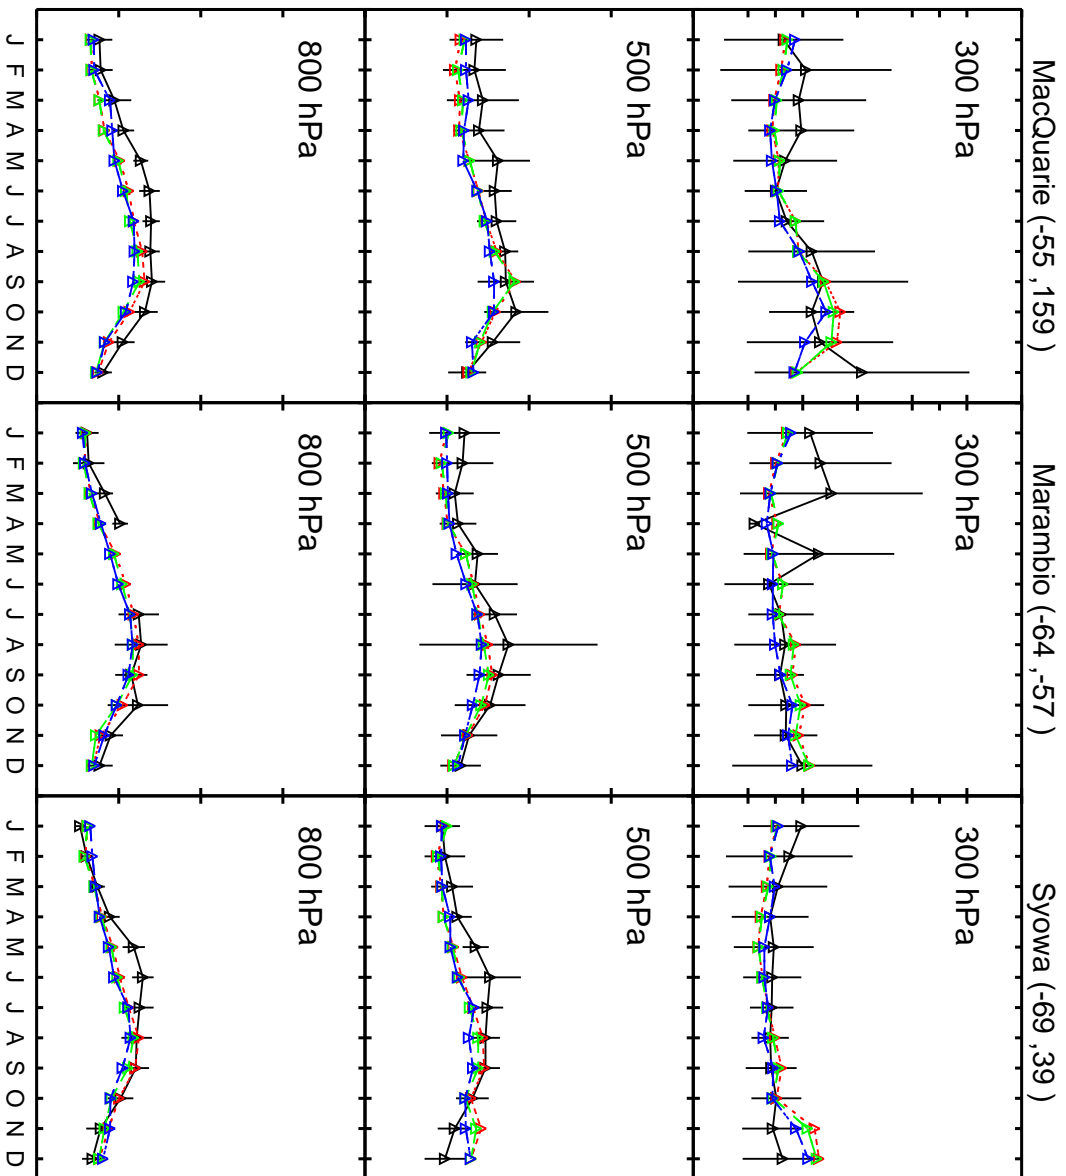 MacQuarie (-55 ,159 )
300 hPa
500 hPa
800 hPa
J F M A M J J A S O N D
Marambio (-64 ,-57 )
300 hPa
500 hPa
800 hPa
J F M A M J J A S O N D
Syowa (-69 ,39 )
300 hPa
500 hPa
800 hPa
J F M A M J J A S O N D